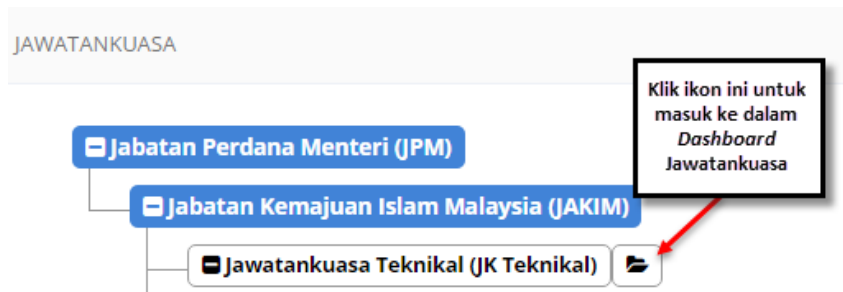 JAWATANKUASA
Klik ikon ini untuk
masuk ke dalam
Dashboard
Jawatankuasa
Jabatan Perdana Menteri (JPM)
Jabatan Kemajuan Islam Malaysia (JAKIM)
Jawatankuasa Teknikal (JK Teknikal)